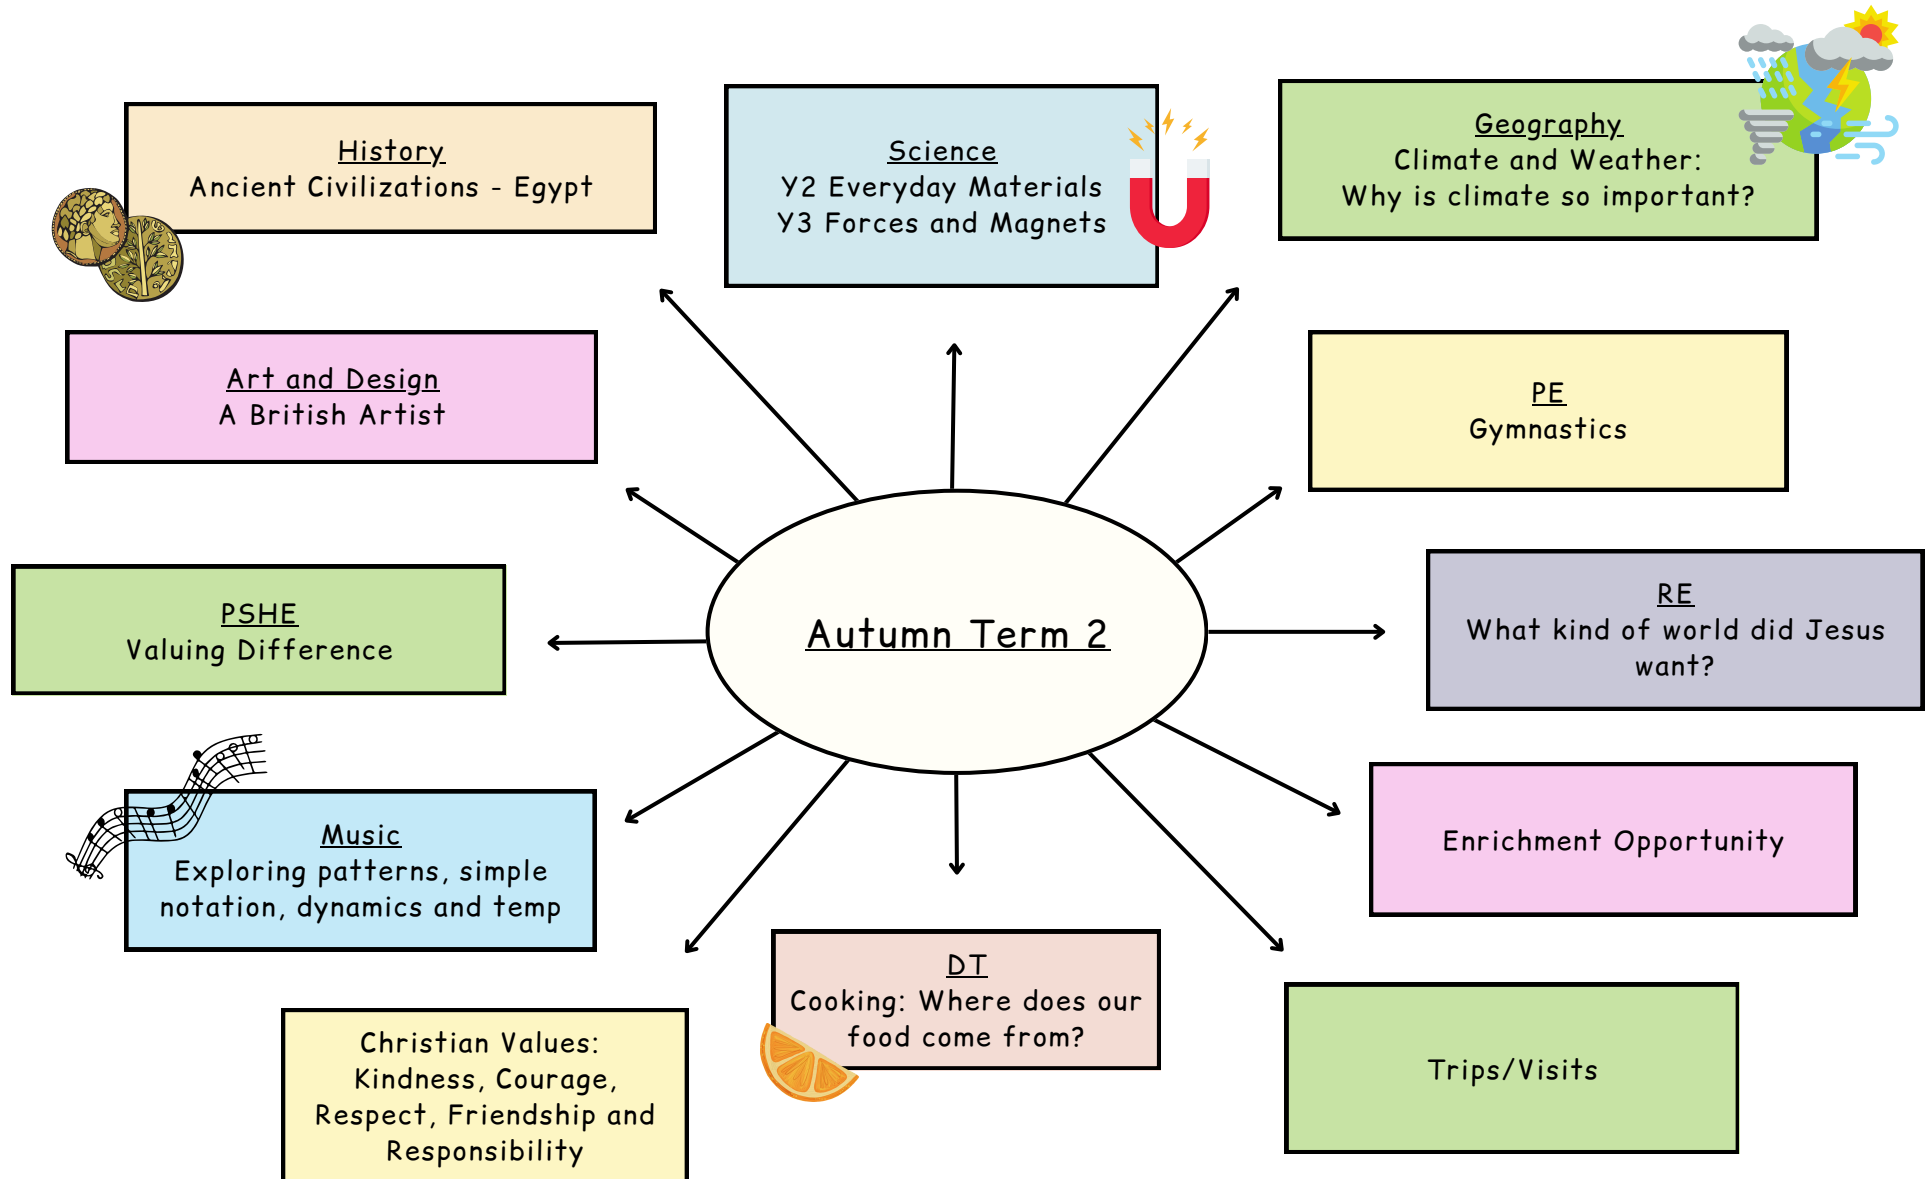 History
Ancient Civilizations - Egypt
Science
Y2 Everyday Materials
Y3 Forces and Magnets
Geography
Climate and Weather:
Why is climate so important?
Art and Design
A British Artist
PE
Gymnastics
PSHE
Valuing Difference
Autumn Term 2
RE
What kind of world did Jesus
want?
Music
Exploring patterns, simple
notation, dynamics and temp
Enrichment Opportunity
Christian Values:
Kindness, Courage,
Respect, Friendship and
Responsibility
DT
Cooking: Where does our
food come from?
Trips/Visits